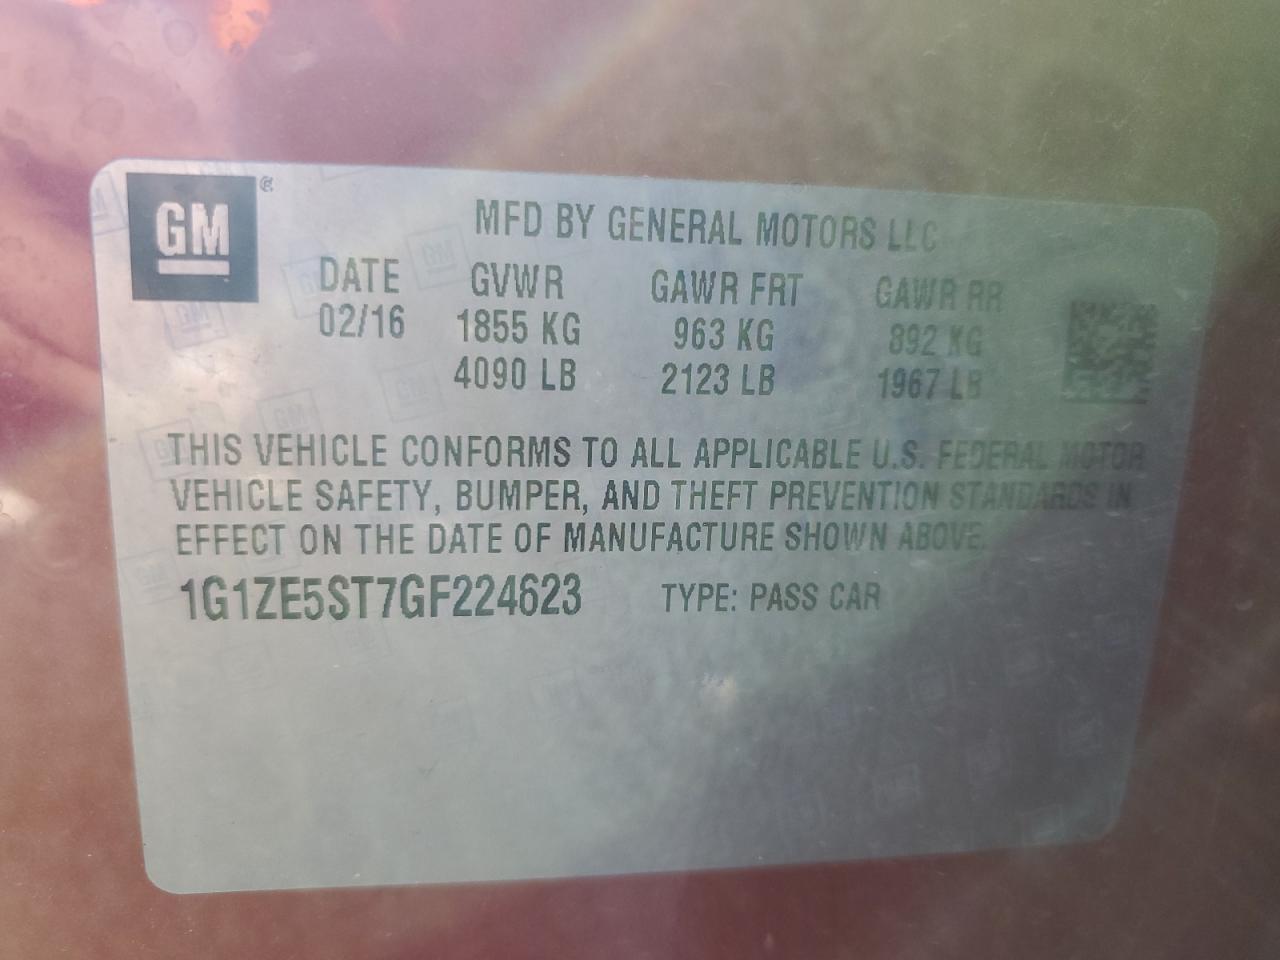 GM®
MFD BY GENERAL MOTORS LLC
DATE GVWR GAWR FRT GAWR RR
02/16 1855 KG 963 KG 892 KG
4090 LB 2123 LB 1967 LB
THIS VEHICLE CONFORMS TO ALL APPLICABLE U.S. FEDERAL MOTOR
VEHICLE SAFETY, BUMPER, AND THEFT PREVENTION STANDARDS IN
EFFECT ON THE DATE OF MANUFACTURE SHOWN ABOVE.
1G1ZE5ST7GF224623 TYPE: PASS CAR